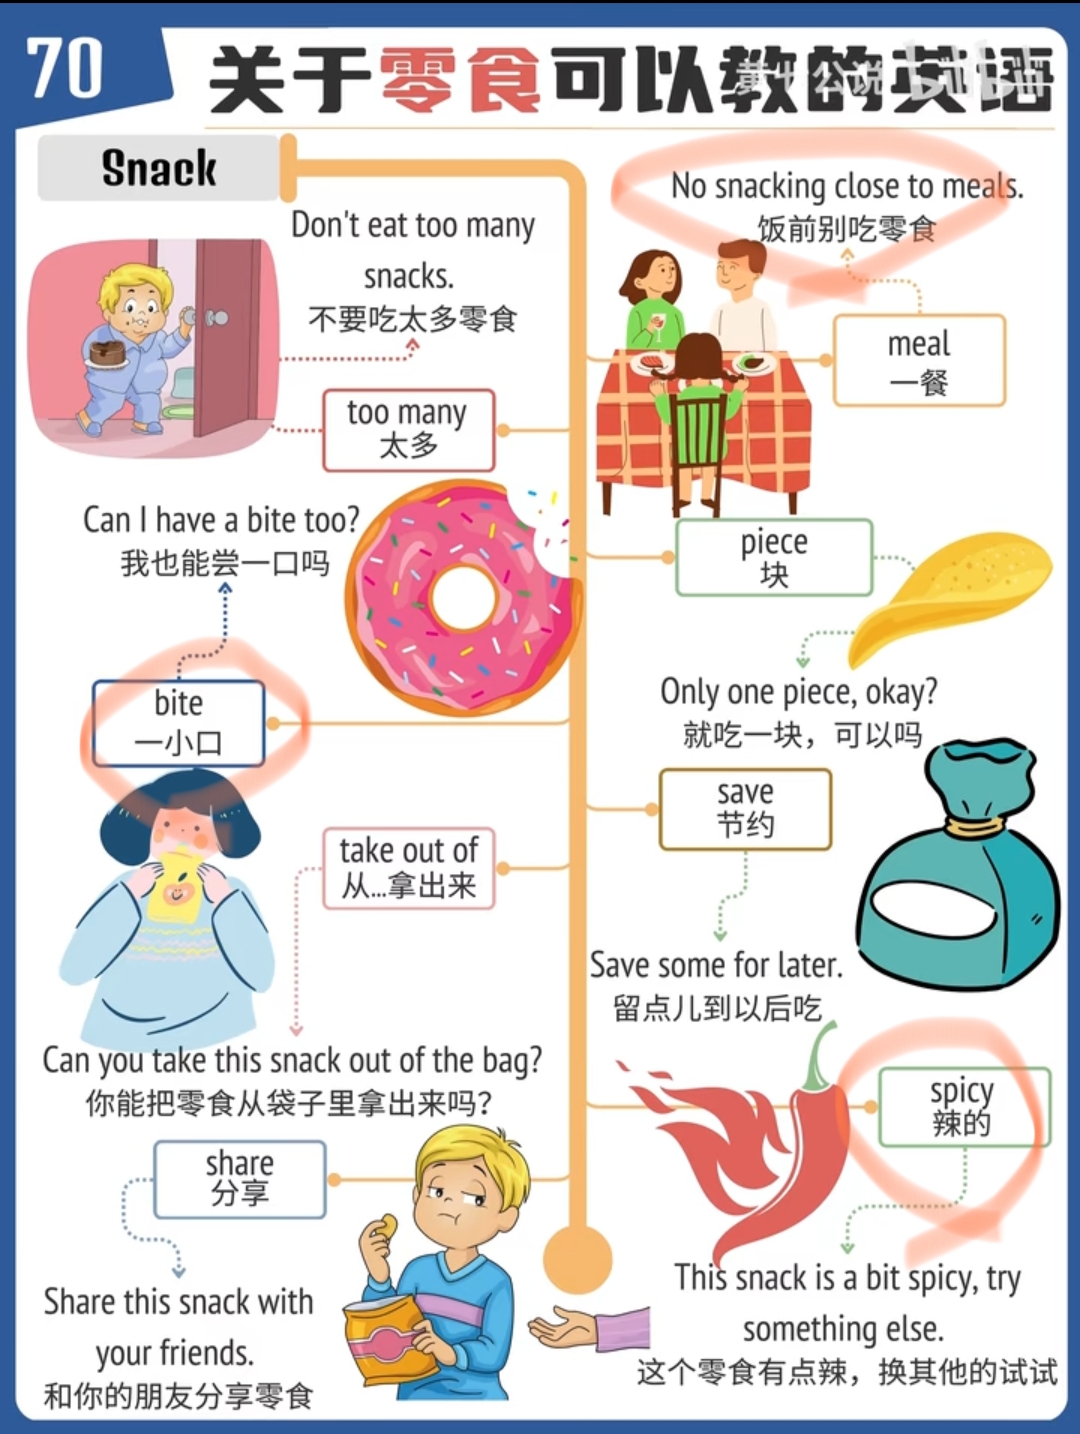 70
关于零食可以教的英语
Snack
Don't eat too many
snacks.
不要吃太多零食
too many
太多
No snacking close to meals.
饭前别吃零食
meal
一餐
Can I have a bite too?
我也能尝一口吗
bite
一小口
piece
块
Only one piece, okay?
就吃一块，可以吗
save
节约
Save some for later.
留点儿到以后吃
take out of
从...拿出来
Can you take this snack out of the bag?
你能把零食从袋子里拿出来吗？
spicy
辣的
This snack is a bit spicy, try
something else.
这个零食有点辣，换其他的试试
share
分享
Share this snack with
your friends.
和你的朋友分享零食